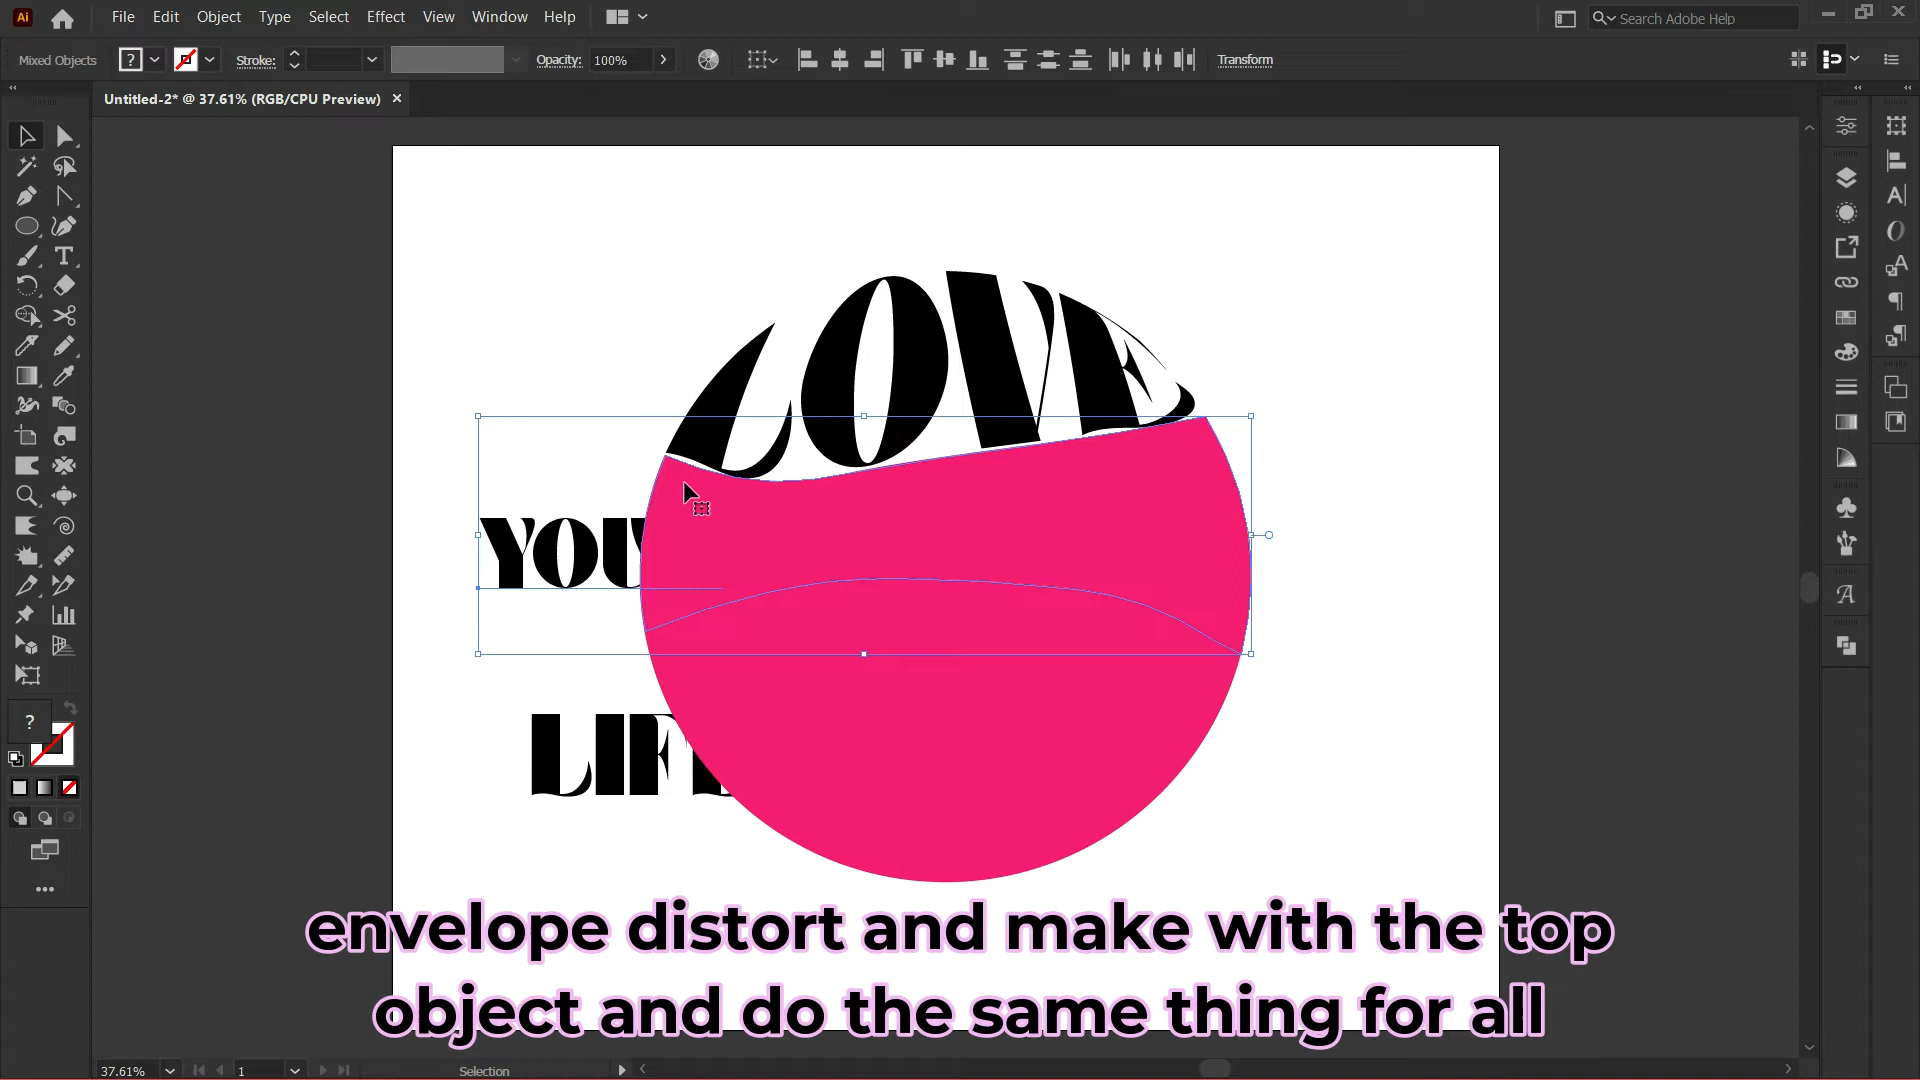 Ai File Edit Object Type Select Effect View Window Help Search Adobe Help
Mixed Objects ? Stroke: Opacity: 100% Transform
Untitled-2* @ 37.61% (RGB/CPU Preview) ×
LOVE
YOU
LIFE
?
envelope distort and make with the top
object and do the same thing for all
37.61% 1 Selection